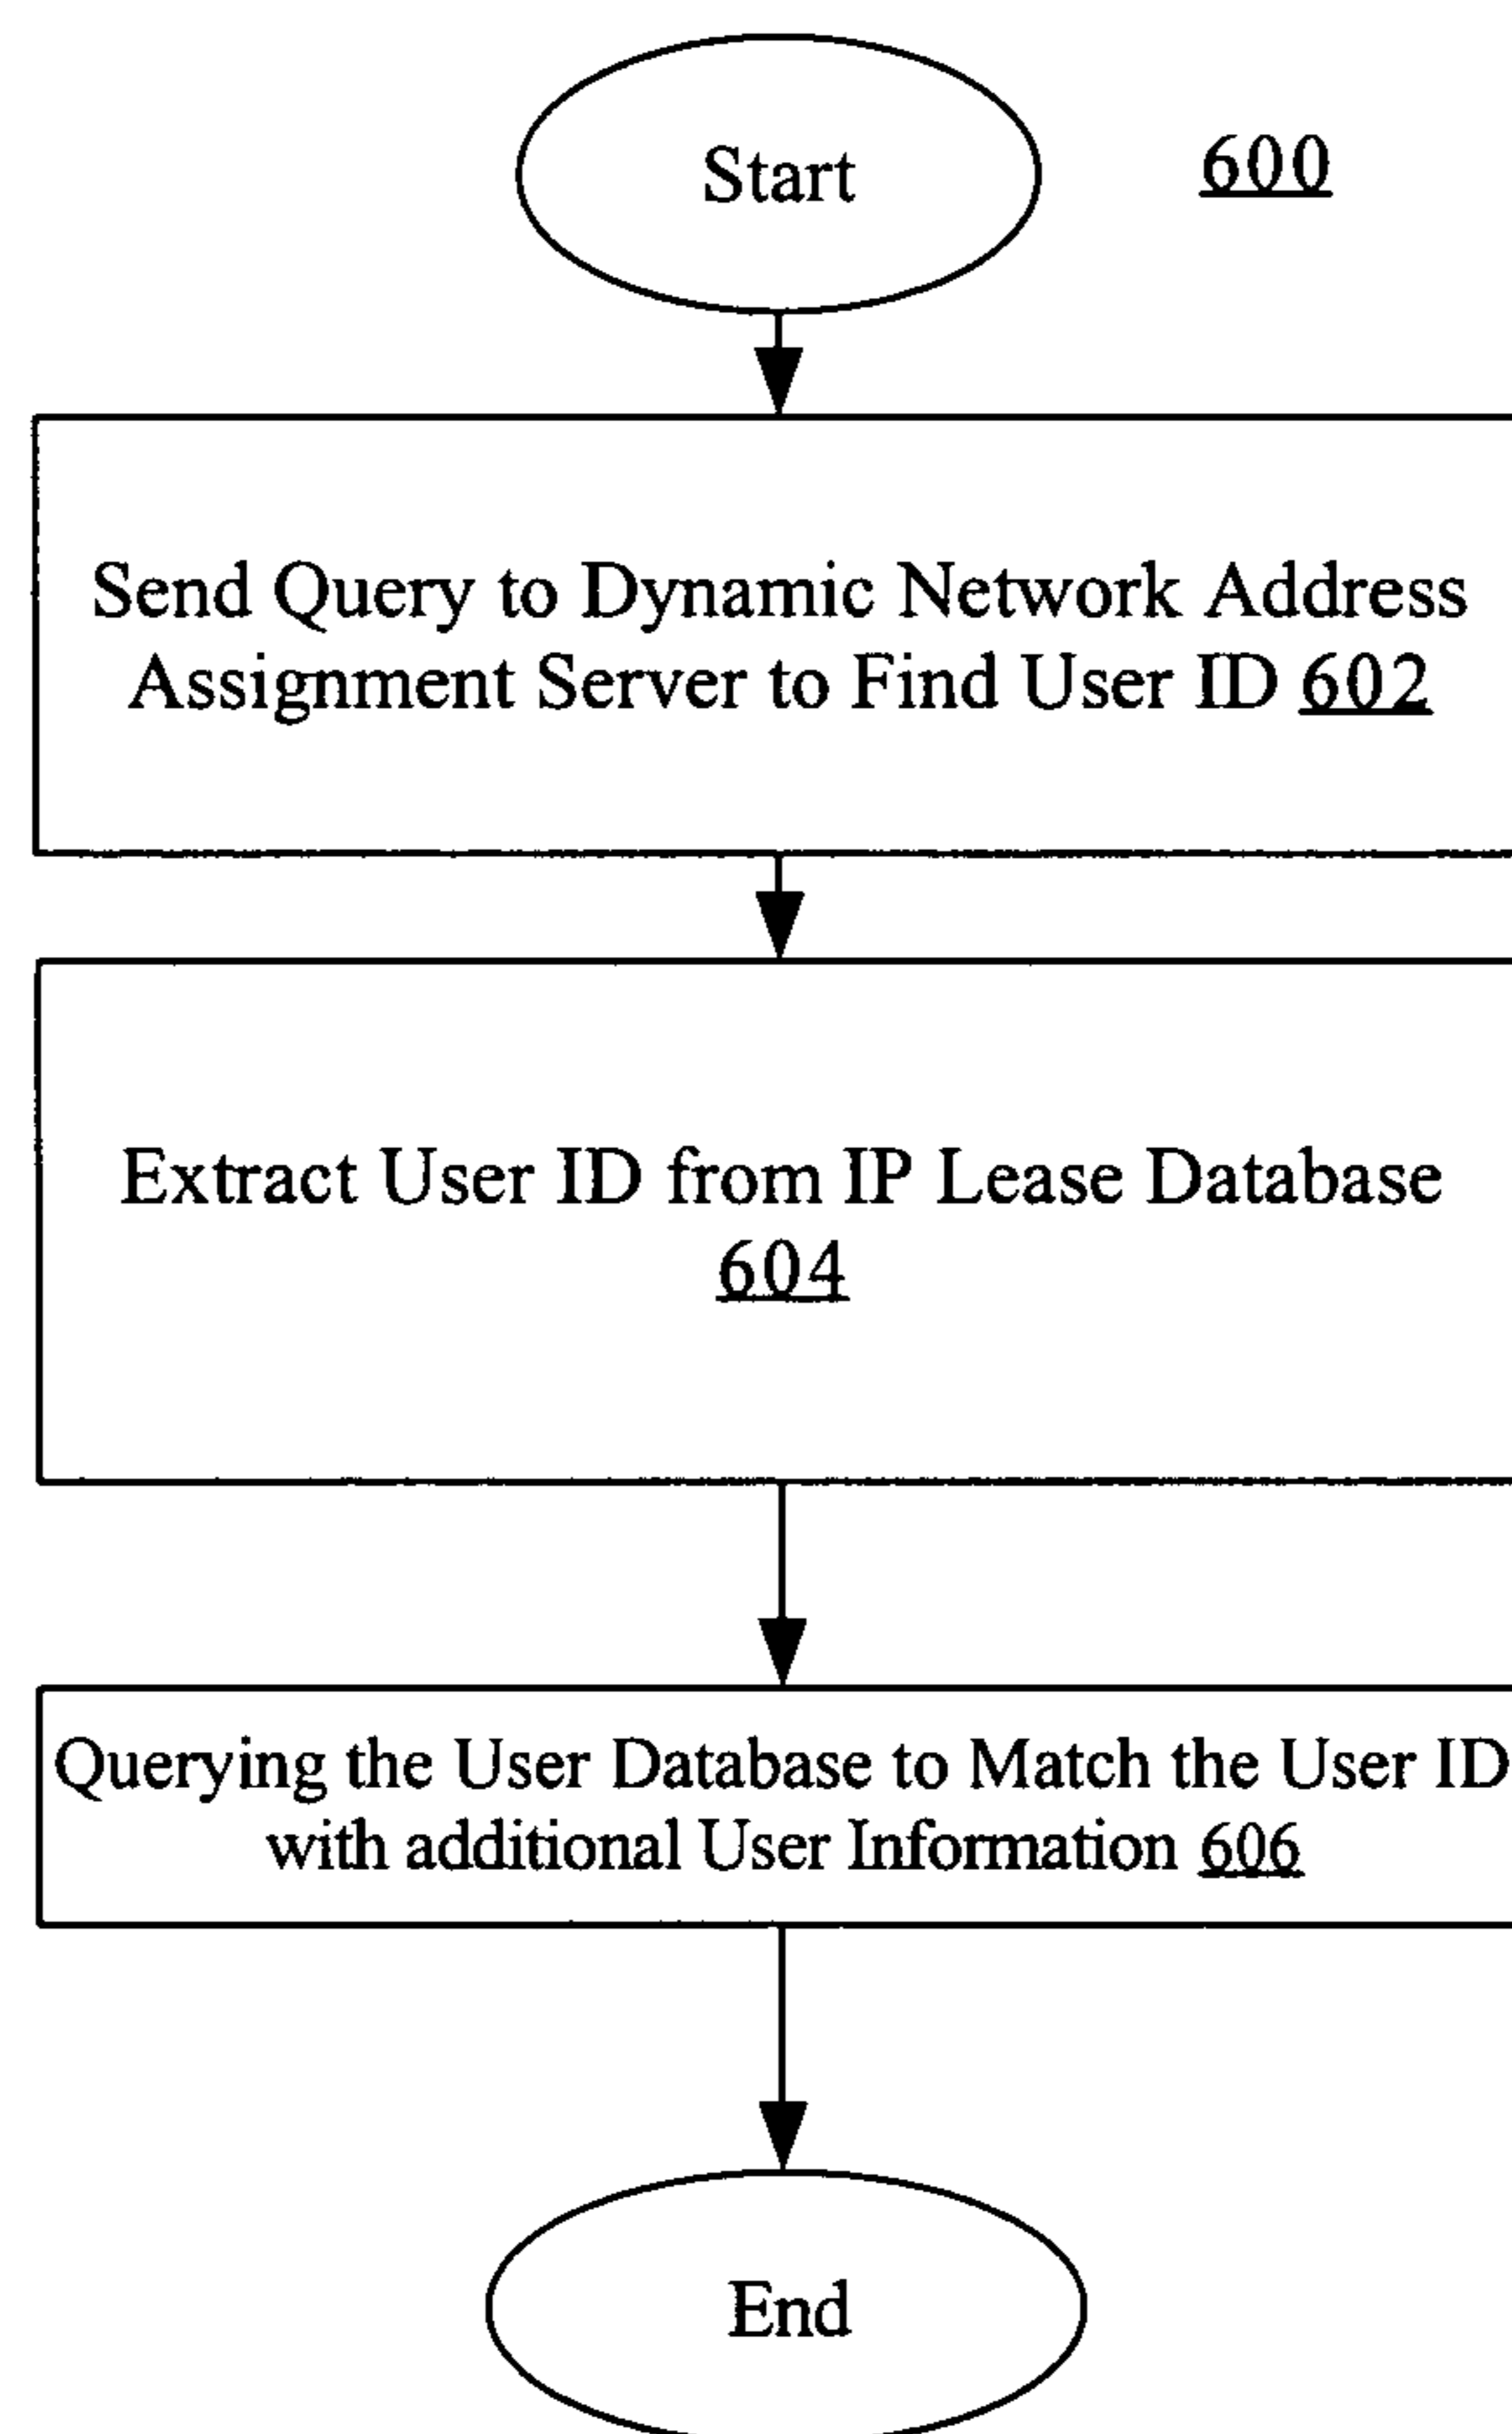 Start
600
Send Query to Dynamic Network Address
Assignment Server to Find User ID 602
Extract User ID from IP Lease Database
604
Querying the User Database to Match the User ID
with additional User Information 606
End